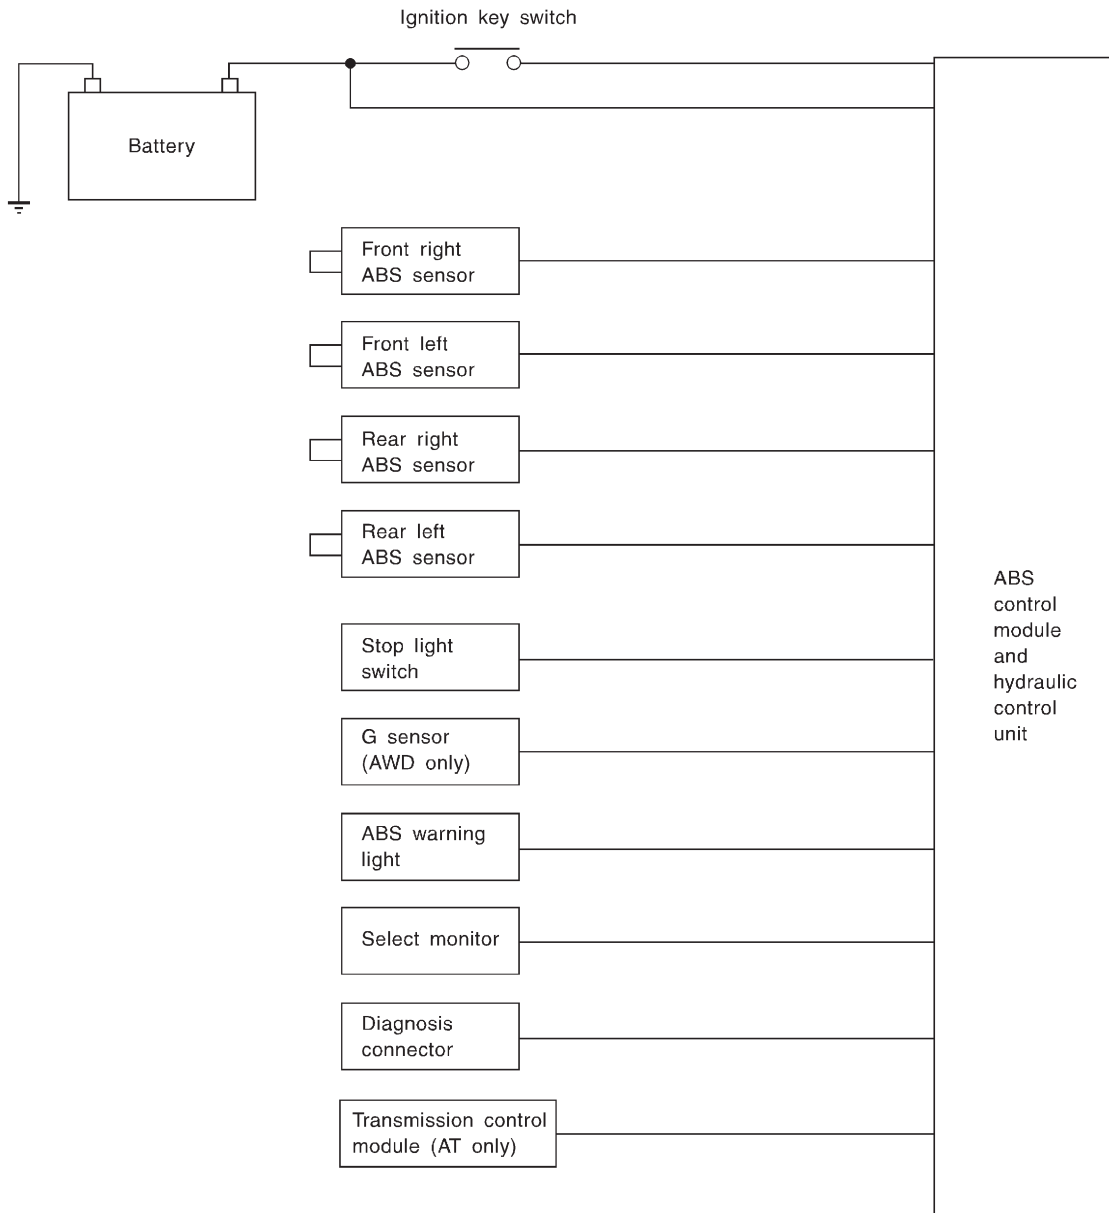 Ignition key switch
Battery
Front right
ABS sensor
Front left
ABS sensor
Rear right
ABS sensor
Rear left
ABS sensor
Stop light
switch
G sensor
(AWD only)
ABS warning
light
Select monitor
Diagnosis
connector
Transmission control
module (AT only)
ABS
control
module
and
hydraulic
control
unit